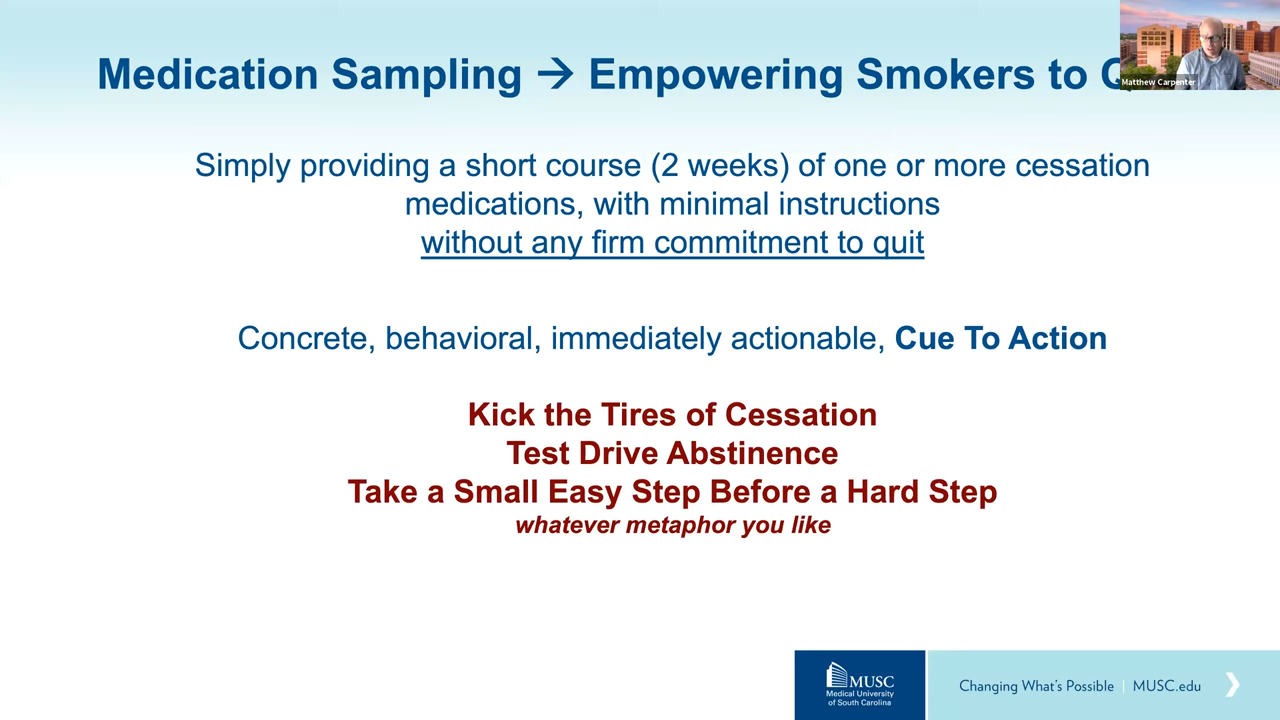 Medication Sampling → Empowering Smokers to
Matthew Carpenter
Simply providing a short course (2 weeks) of one or more cessation
medications, with minimal instructions
without any firm commitment to quit
Concrete, behavioral, immediately actionable, Cue To Action
Kick the Tires of Cessation
Test Drive Abstinence
Take a Small Easy Step Before a Hard Step
whatever metaphor you like
MUSC
Medical University
of South Carolina
Changing What's Possible | MUSC.edu